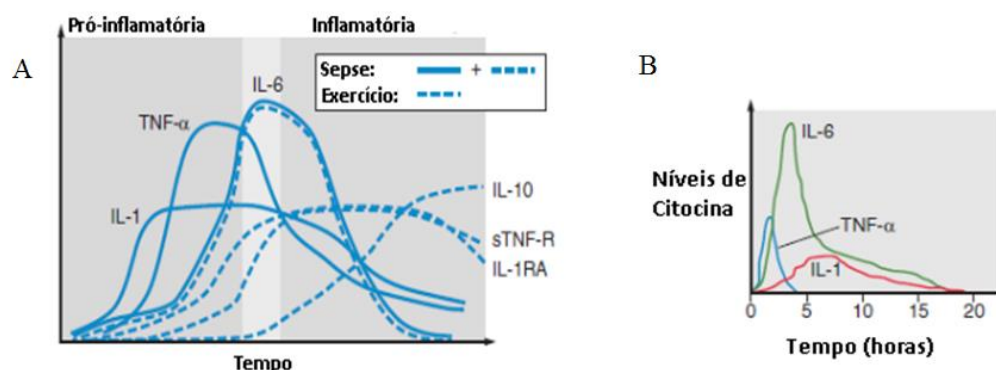 A
Pró-inflamatória
Inflamatória
Sepse: +
Exercício:
IL-6
TNF-α
IL-1
IL-10
sTNF-R
IL-1RA
Tempo
B
Níveis de
Citocina
IL-6
TNF-α
IL-1
0 5 10 15 20
Tempo (horas)